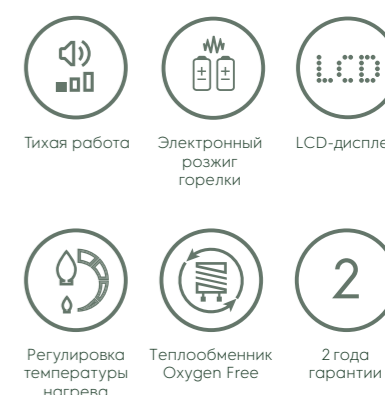 LCD
Тихая работа
Электронный
розжиг
горелки
LCD-диспле
2
Регулировка
температуры
нагрева
Теплообменник
Oxygen Free
2 года
гарантии